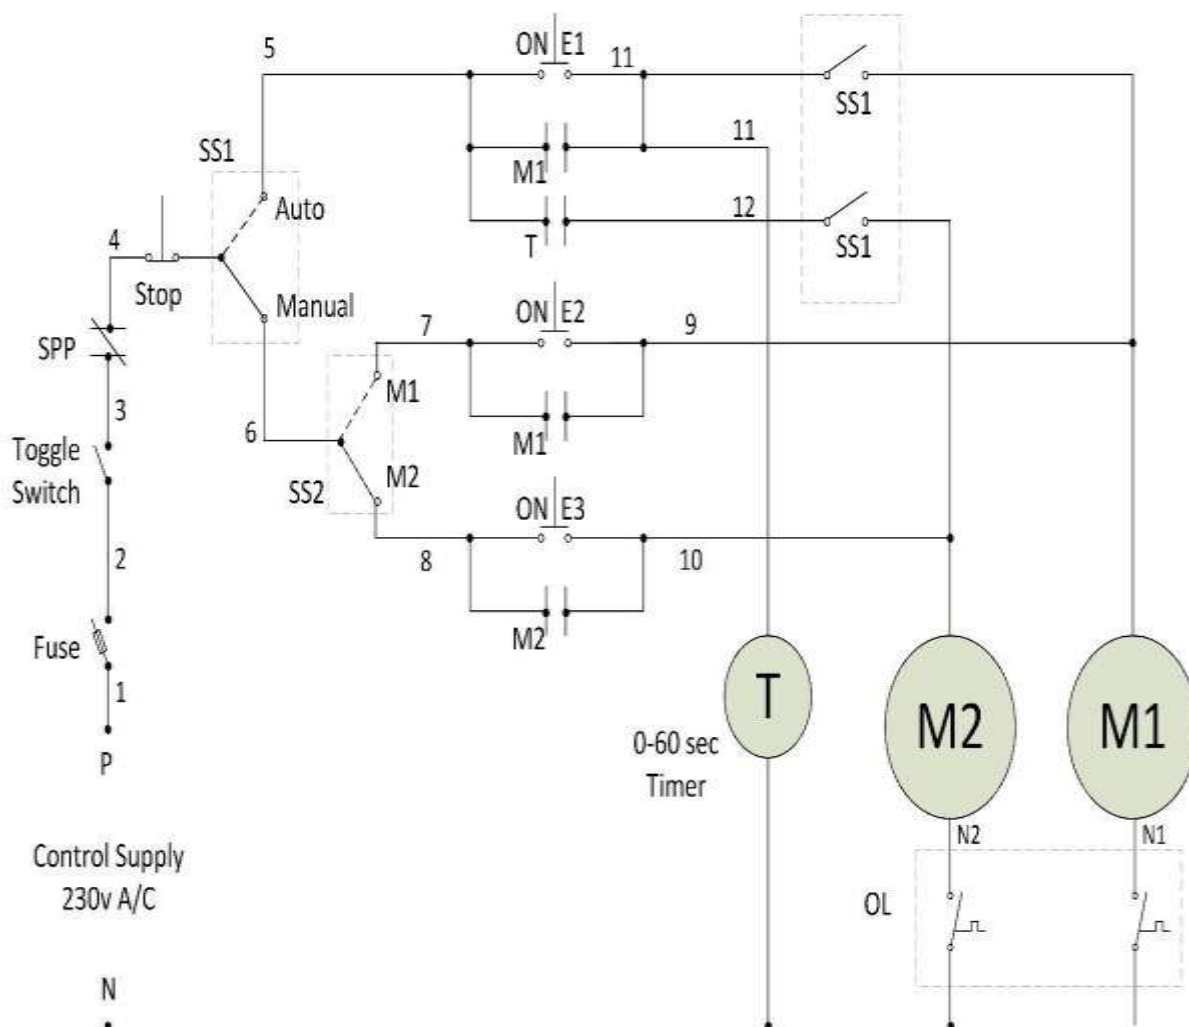 5
ON E1
11
SS1
SS1
M1
11
Auto
T
12
SS1
4
Stop
Manual
ON E2
7
9
SPP
M1
M1
3
6
Toggle
Switch
M2
SS2
ON E3
8
10
2
M2
Fuse
1
T
M2
M1
P
0-60 sec
Timer
N2
N1
Control Supply
230v A/C
OL
N